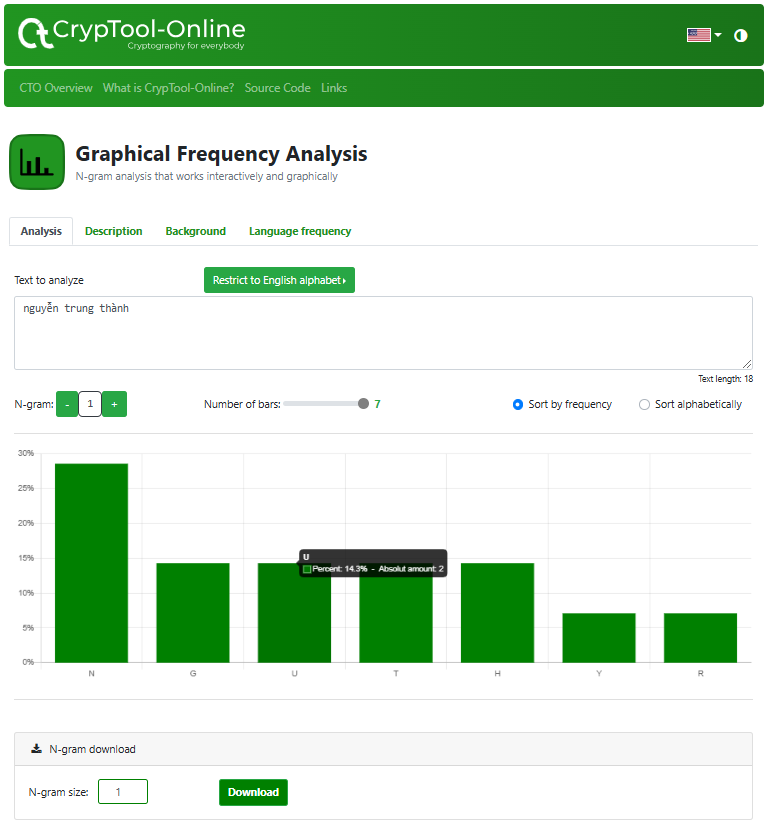 CrypTool-Online
Cryptography for everybody
CTO Overview What is CrypTool-Online? Source Code Links
Graphical Frequency Analysis
N-gram analysis that works interactively and graphically
Analysis Description Background Language frequency
Text to analyze Restrict to English alphabet
nguyễn trung thành
Text length: 18
N-gram: - 1 + Number of bars: 7 Sort by frequency Sort alphabetically
30%
25%
20%
15%
10%
5%
0%
U
Percent: 14.3% - Absolut amount: 2
N G U T H Y R
N-gram download
N-gram size: 1 Download